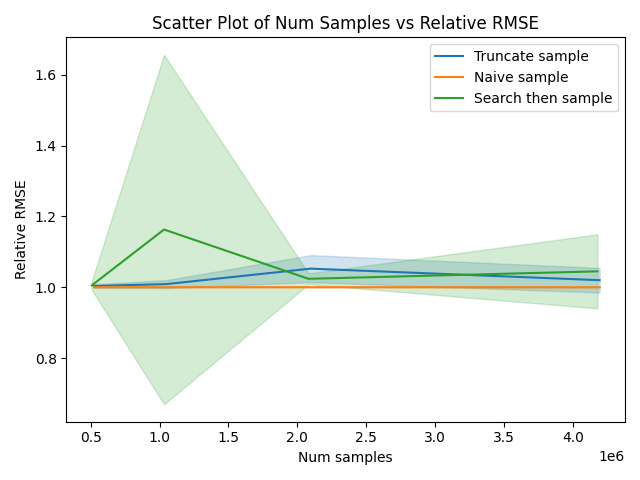 Scatter Plot of Num Samples vs Relative RMSE
Truncate sample
Naive sample
Search then sample
Relative RMSE
1.6
1.4
1.2
1.0
0.8
0.5 1.0 1.5 2.0 2.5 3.0 3.5 4.0
1e6
Num samples